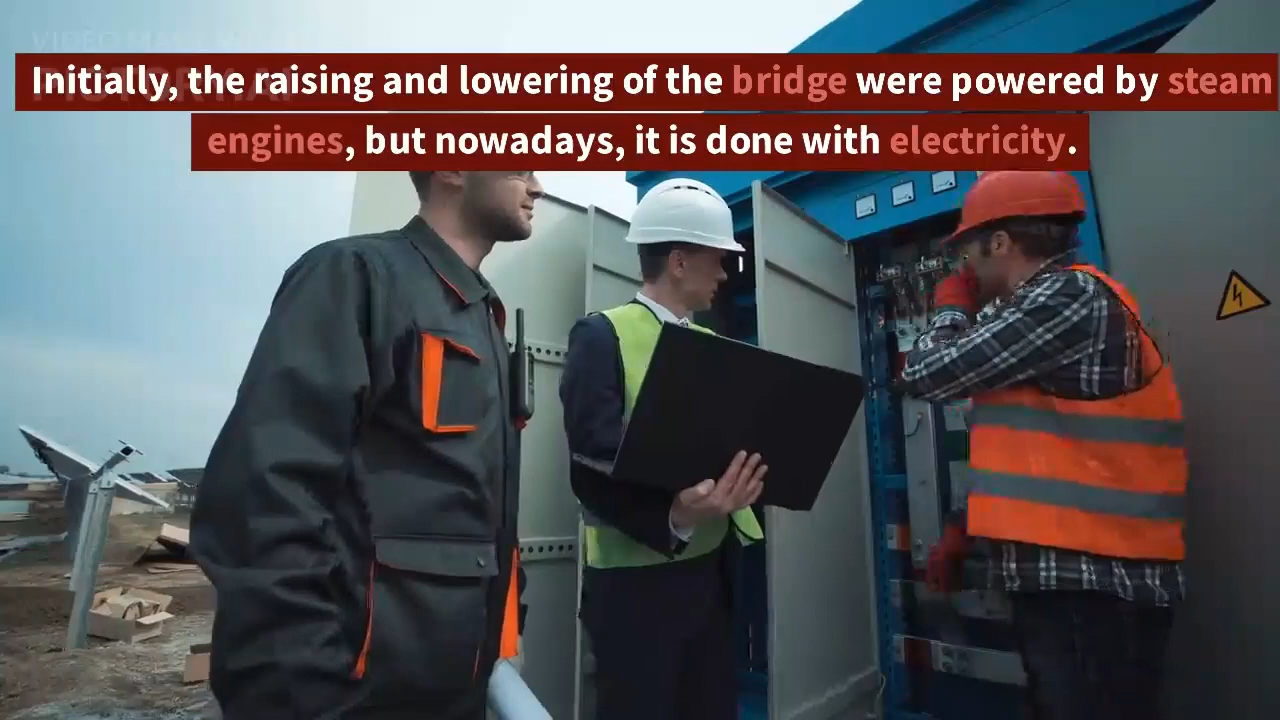 Initially, the raising and lowering of the bridge were powered by steam
engines, but nowadays, it is done with electricity.